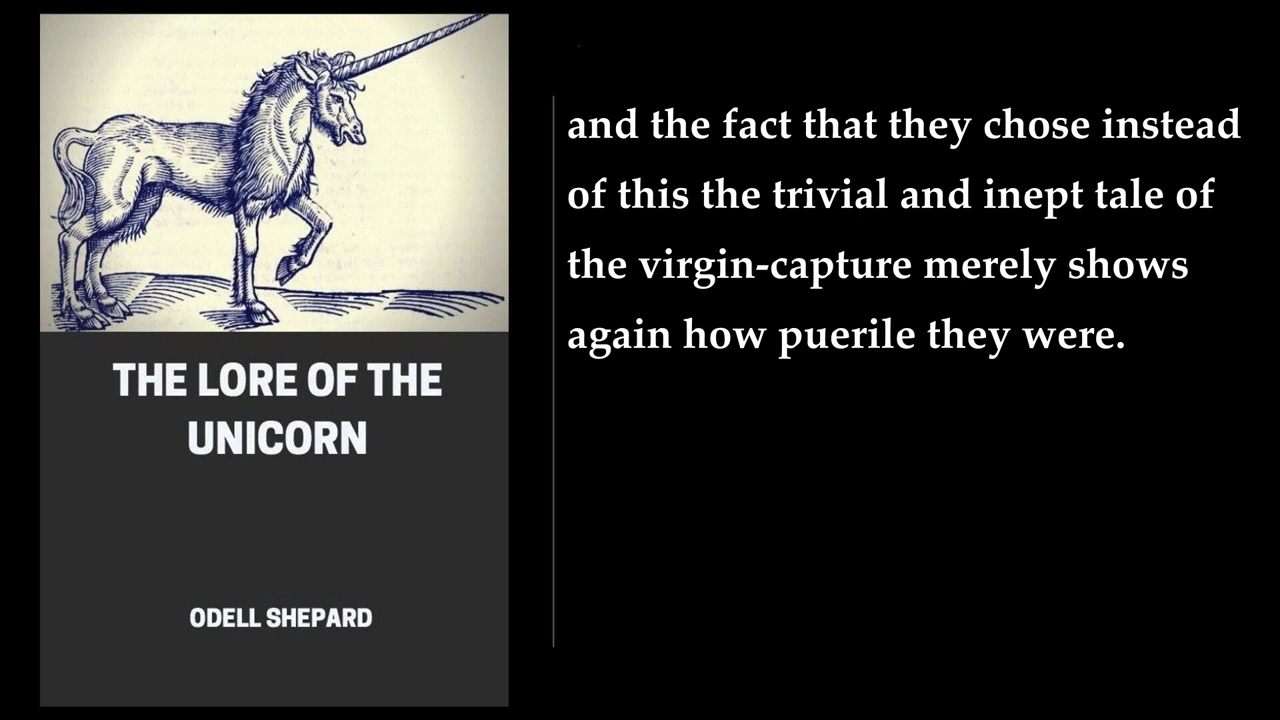 THE LORE OF THE
UNICORN
ODELL SHEPARD
and the fact that they chose instead
of this the trivial and inept tale of
the virgin-capture merely shows
again how puerile they were.